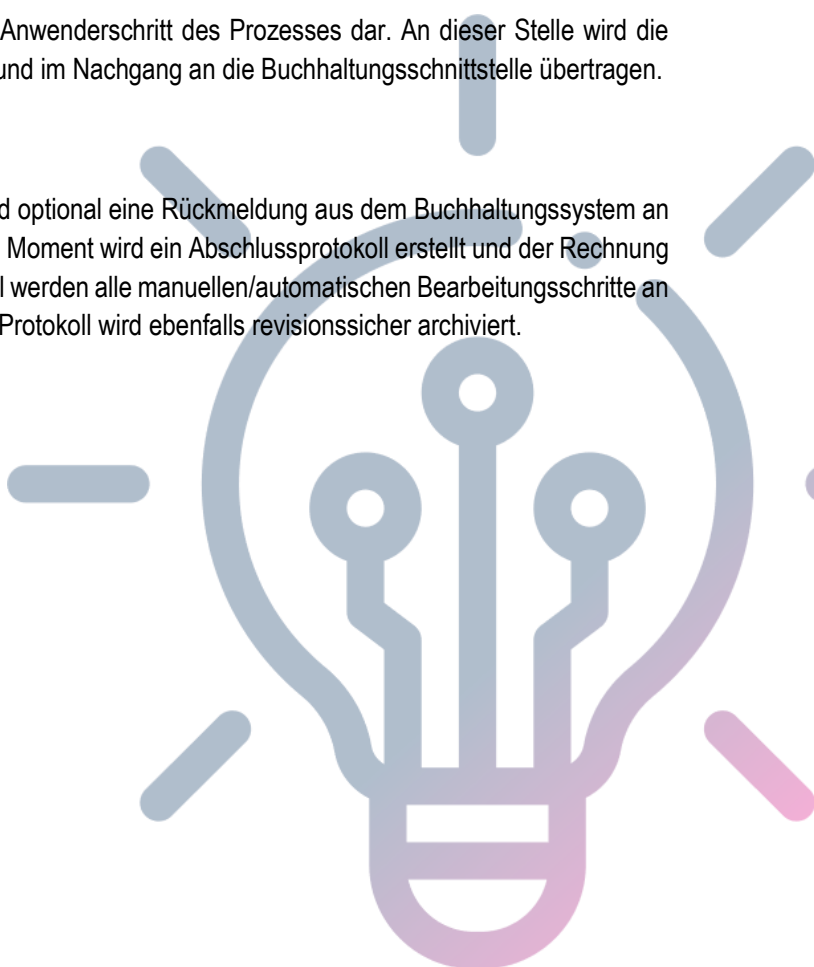 Anwenderschritt des Prozesses dar. An dieser Stelle wird die
und im Nachgang an die Buchhaltungsschnittstelle übertragen.
d optional eine Rückmeldung aus dem Buchhaltungssystem an
Moment wird ein Abschlussprotokoll erstellt und der Rechnung
l werden alle manuellen/automatischen Bearbeitungsschritte an
Protokoll wird ebenfalls revisionssicher archiviert.